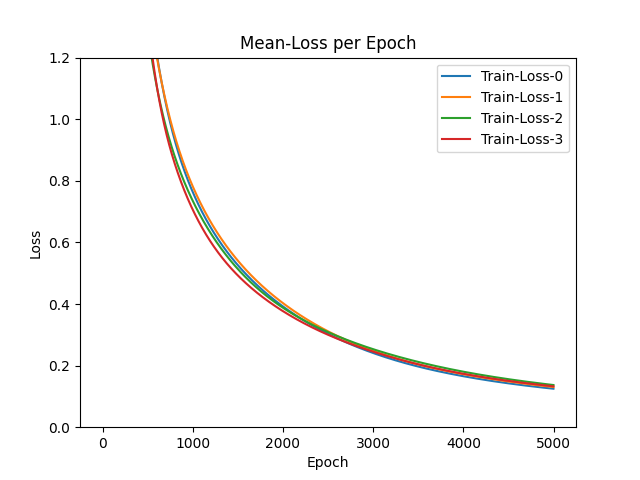 Mean-Loss per Epoch
Train-Loss-0
Train-Loss-1
Train-Loss-2
Train-Loss-3
Loss
1.2
1.0
0.8
0.6
0.4
0.2
0.0
0 1000 2000 3000 4000 5000
Epoch